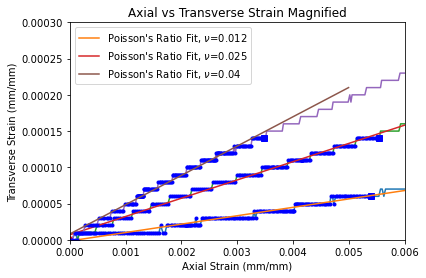 Axial vs Transverse Strain Magnified
0.00030
0.00025
0.00020
0.00015
0.00010
0.00005
0.00000
Transverse Strain (mm/mm)
Poisson's Ratio Fit, ν=0.012
Poisson's Ratio Fit, ν=0.025
Poisson's Ratio Fit, ν=0.04
0.000 0.001 0.002 0.003 0.004 0.005 0.006
Axial Strain (mm/mm)